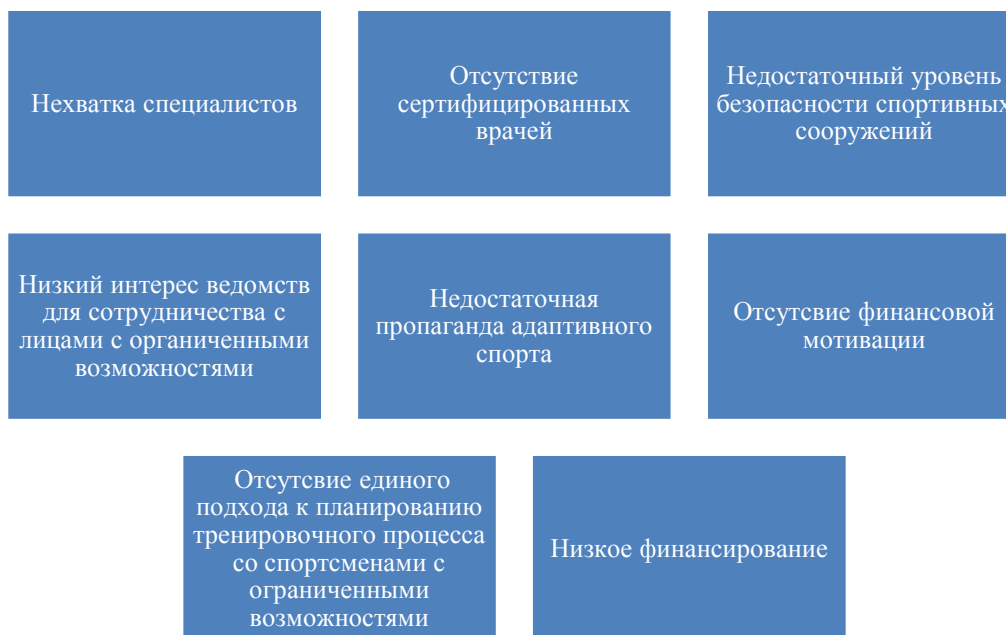 Нехватка специалистов
Отсутствие
сертифицированных
врачей
Недостаточный уровень
безопасности спортивных
сооружений
Низкий интерес ведомств
для сотрудничества с
лицами с органиченными
возможностями
Недостаточная
пропаганда адаптивного
спорта
Отсутсвие финансовой
мотивации
Отсутсвие единого
подхода к планированию
тренировочного процесса
со спортсменами с
ограниченными
возможностями
Низкое финансирование